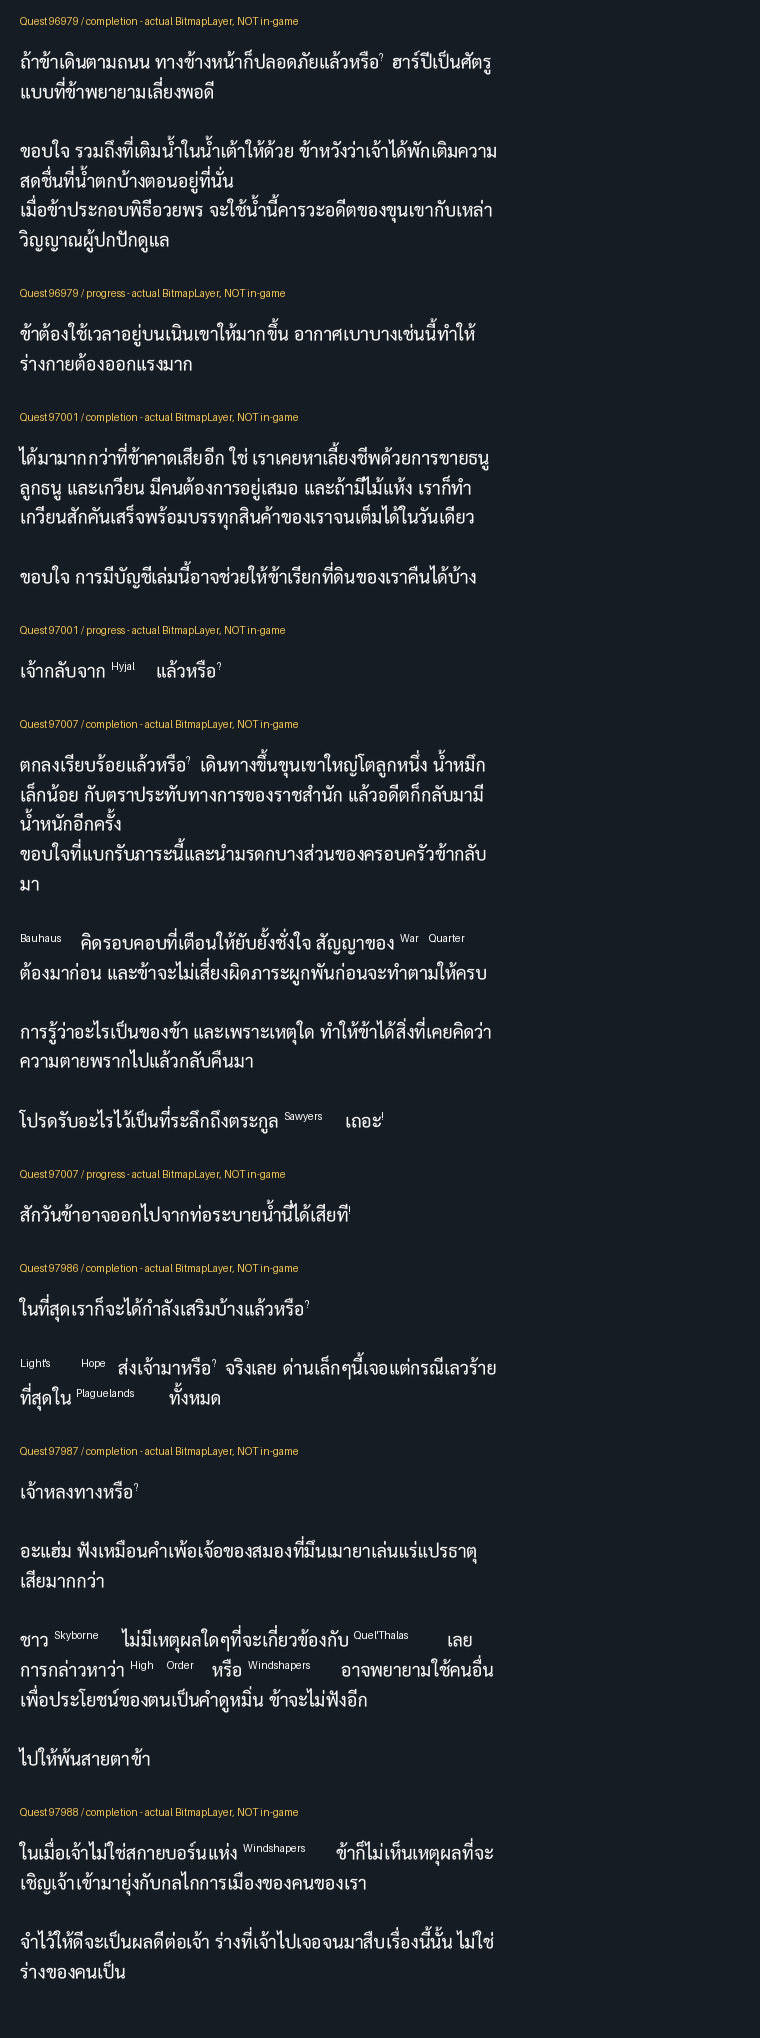 Quest 96979 / completion - actual BitmapLayer, NOT in-game
ถ้าข้าเดินตามถนน ทางข้างหน้าก็ปลอดภัยแล้วหรือ? ฮาร์ปีเป็นศัตรู
แบบที่ข้าพยายามเลี่ยงพอดี
ขอบใจ รวมถึงที่เติมน้ำในน้ำเต้าให้ด้วย ข้าหวังว่าเจ้าได้พักเติมความ
สดชื่นที่น้ำตกบ้างตอนอยู่ที่นั่น
เมื่อข้าประกอบพิธีอวยพร จะใช้น้ำนี้คารวะอดีตของขุนเขากับเหล่า
วิญญาณผู้ปกปักดูแล
Quest 96979 / progress - actual BitmapLayer, NOT in-game
ข้าต้องใช้เวลาอยู่บนเนินเขาให้มากขึ้น อากาศเบาบางเช่นนี้ทำให้
ร่างกายต้องออกแรงมาก
Quest 97001 / completion - actual BitmapLayer, NOT in-game
ได้มามากกว่าที่ข้าคาดเสียอีก ใช่ เราเคยหาเลี้ยงชีพด้วยการขายธนู
ลูกธนู และเกวียน มีคนต้องการอยู่เสมอ และถ้ามีไม้แห้ง เราก็ทำ
เกวียนสักคันเสร็จพร้อมบรรทุกสินค้าของเราจนเต็มได้ในวันเดียว
ขอบใจ การมีบัญชีเล่มนี้อาจช่วยให้ข้าเรียกที่ดินของเราคืนได้บ้าง
Quest 97001 / progress - actual BitmapLayer, NOT in-game
เจ้ากลับจาก Hyjal แล้วหรือ?
Quest 97007 / completion - actual BitmapLayer, NOT in-game
ตกลงเรียบร้อยแล้วหรือ? เดินทางขึ้นขุนเขาใหญ่โตลูกหนึ่ง น้ำหมึก
เล็กน้อย กับตราประทับทางการของราชสำนัก แล้วอดีตก็กลับมามี
น้ำหนักอีกครั้ง
ขอบใจที่แบกรับภาระนี้และนำมรดกบางส่วนของครอบครัวข้ากลับ
มา
Bauhaus คิดรอบคอบที่เตือนให้ยับยั้งชั่งใจ สัญญาของ War Quarter
ต้องมาก่อน และข้าจะไม่เสี่ยงผิดภาระผูกพันก่อนจะทำตามให้ครบ
การรู้ว่าอะไรเป็นของข้า และเพราะเหตุใด ทำให้ข้าได้สิ่งที่เคยคิดว่า
ความตายพรากไปแล้วกลับคืนมา
โปรดรับอะไรไว้เป็นที่ระลึกถึงตระกูล Sawyers เถอะ!
Quest 97007 / progress - actual BitmapLayer, NOT in-game
สักวันข้าอาจออกไปจากท่อระบายน้ำนี่ได้เสียที!
Quest 97986 / completion - actual BitmapLayer, NOT in-game
ในที่สุดเราก็จะได้กำลังเสริมบ้างแล้วหรือ?
Light's Hope ส่งเจ้ามาหรือ? จริงเลย ด่านเล็กๆนี้เจอแต่กรณีเลวร้าย
ที่สุดใน Plaguelands ทั้งหมด
Quest 97987 / completion - actual BitmapLayer, NOT in-game
เจ้าหลงทางหรือ?
อะแฮ่ม ฟังเหมือนคำเพ้อเจ้อของสมองที่มึนเมายาเล่นแร่แปรธาตุ
เสียมากกว่า
ชาว Skyborne ไม่มีเหตุผลใดๆที่จะเกี่ยวข้องกับ Quel'Thalas เลย
การกล่าวหาว่า High Order หรือ Windshapers อาจพยายามใช้คนอื่น
เพื่อประโยชน์ของตนเป็นคำดูหมิ่น ข้าจะไม่ฟังอีก
ไปให้พ้นสายตาข้า
Quest 97988 / completion - actual BitmapLayer, NOT in-game
ในเมื่อเจ้าไม่ใช่สกายบอร์นแห่ง Windshapers ข้าก็ไม่เห็นเหตุผลที่จะ
เชิญเจ้าเข้ามายุ่งกับกลไกการเมืองของคนของเรา
จำไว้ให้ดีจะเป็นผลดีต่อเจ้า ร่างที่เจ้าไปเจอจนมาสืบเรื่องนี้นั้น ไม่ใช่
ร่างของคนเป็น